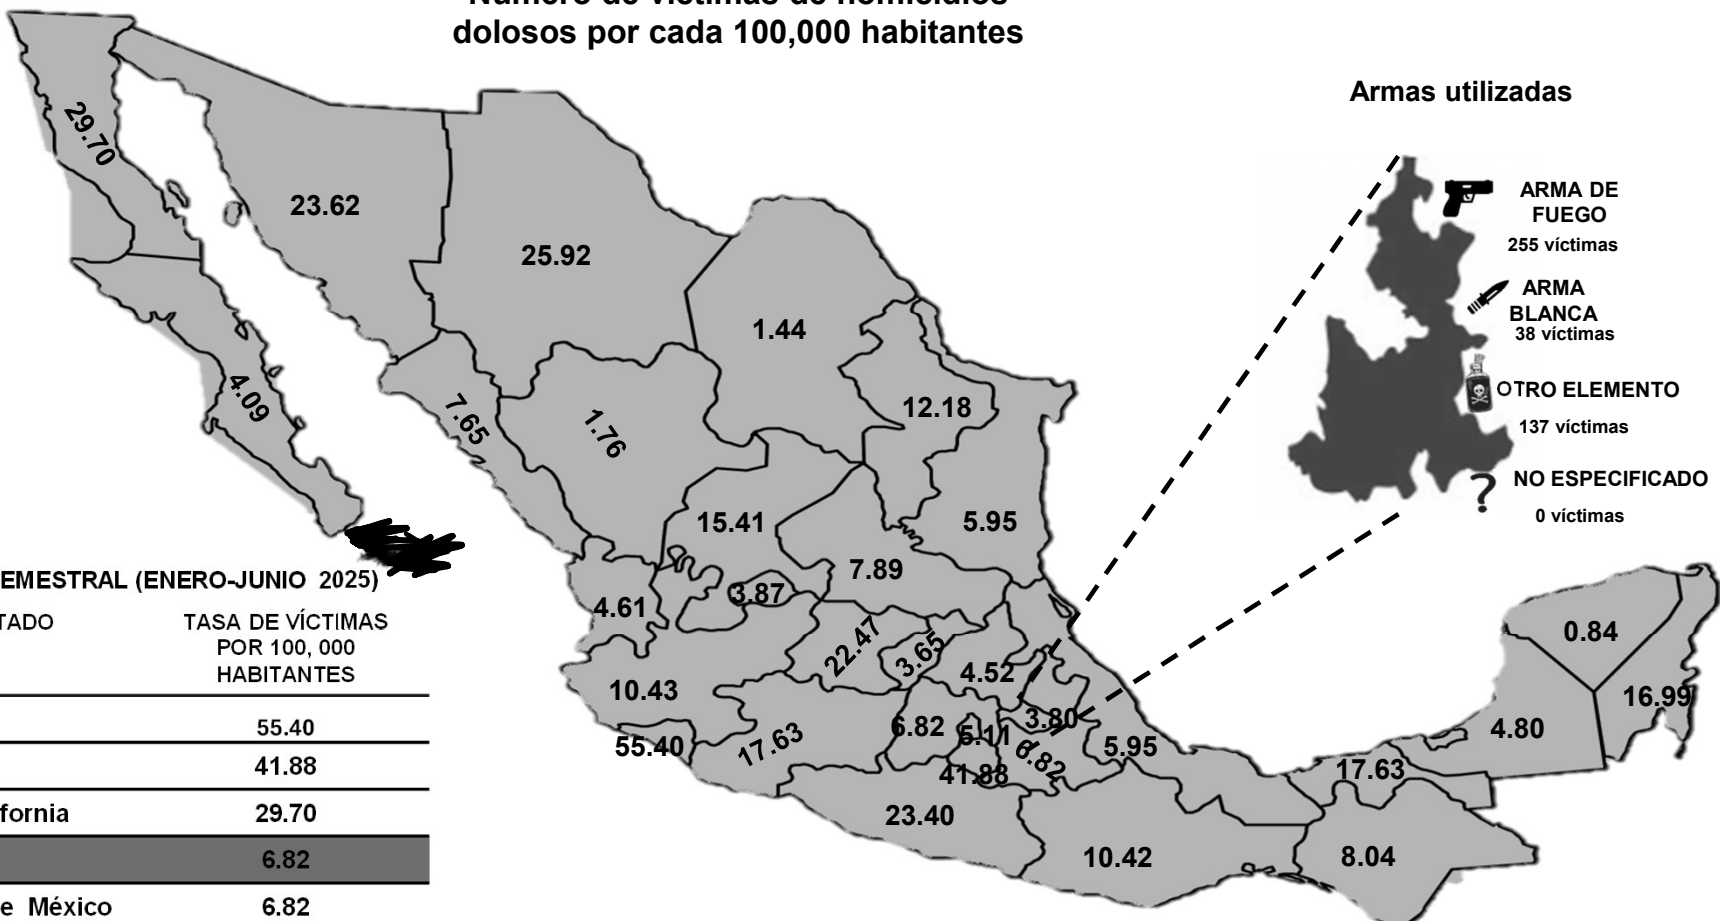 Número de víctimas de homicidios
dolosos por cada 100,000 habitantes
Armas utilizadas
ARMA DE
FUEGO
255 víctimas
ARMA
BLANCA
38 víctimas
OTRO ELEMENTO
137 víctimas
?
NO ESPECIFICADO
0 víctimas
29.70
23.62
25.92
1.44
4.09
7.65
1.76
12.18
15.41
5.95
7.89
4.61
3.87
22.47
3.65
4.52
10.43
0.84
16.99
4.80
55.40
17.63
6.82
5.11
3.80
6.82
5.95
41.88
17.63
23.40
10.42
8.04
EMESTRAL (ENERO-JUNIO 2025)
TADO
TASA DE VÍCTIMAS
POR 100, 000
HABITANTES
55.40
41.88
fornia 29.70
6.82
e México 6.82